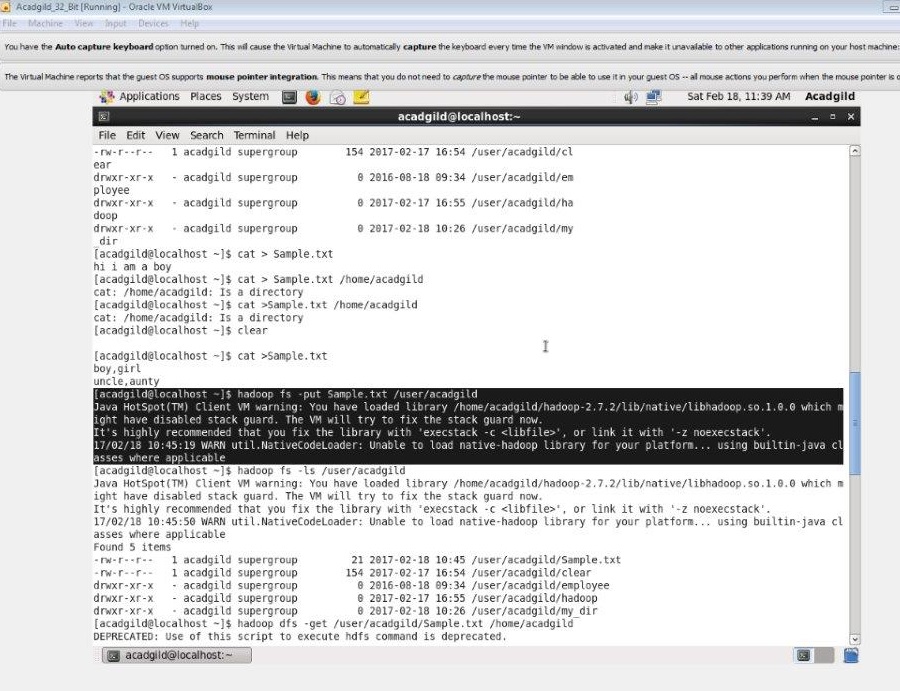 Acadgild_32_Bit [Running] - Oracle VM VirtualBox
File Machine View Input Devices Help
You have the Auto capture keyboard option turned on. This will cause the Virtual Machine to automatically capture the keyboard every time the VM window is activated and make it unavailable to other applications running on your host machine:
The Virtual Machine reports that the guest OS supports mouse pointer integration. This means that you do not need to capture the mouse pointer to be able to use it in your guest OS -- all mouse actions you perform when the mouse pointer is o
Applications Places System Sat Feb 18, 11:39 AM Acadgild
acadgild@localhost:~
File Edit View Search Terminal Help
-rw-r--r-- 1 acadgild supergroup 154 2017-02-17 16:54 /user/acadgild/cl
ear
drwxr-xr-x - acadgild supergroup 0 2016-08-18 09:34 /user/acadgild/em
ployee
drwxr-xr-x - acadgild supergroup 0 2017-02-17 16:55 /user/acadgild/ha
doop
drwxr-xr-x - acadgild supergroup 0 2017-02-18 10:26 /user/acadgild/my
_dir
[acadgild@localhost ~]$ cat > Sample.txt
hi i am a boy
[acadgild@localhost ~]$ cat > Sample.txt /home/acadgild
cat: /home/acadgild: Is a directory
[acadgild@localhost ~]$ cat >Sample.txt /home/acadgild
cat: /home/acadgild: Is a directory
[acadgild@localhost ~]$ clear
[acadgild@localhost ~]$ cat >Sample.txt
boy,girl
uncle,aunty
[acadgild@localhost ~]$ hadoop fs -put Sample.txt /user/acadgild
Java HotSpot(TM) Client VM warning: You have loaded library /home/acadgild/hadoop-2.7.2/lib/native/libhadoop.so.1.0.0 which m
ight have disabled stack guard. The VM will try to fix the stack guard now.
It's highly recommended that you fix the library with 'execstack -c <libfile>', or link it with '-z noexecstack'.
17/02/18 10:45:19 WARN util.NativeCodeLoader: Unable to load native-hadoop library for your platform... using builtin-java cl
asses where applicable
[acadgild@localhost ~]$ hadoop fs -ls /user/acadgild
Java HotSpot(TM) Client VM warning: You have loaded library /home/acadgild/hadoop-2.7.2/lib/native/libhadoop.so.1.0.0 which m
ight have disabled stack guard. The VM will try to fix the stack guard now.
It's highly recommended that you fix the library with 'execstack -c <libfile>', or link it with '-z noexecstack'.
17/02/18 10:45:50 WARN util.NativeCodeLoader: Unable to load native-hadoop library for your platform... using builtin-java cl
asses where applicable
Found 5 items
-rw-r--r-- 1 acadgild supergroup 21 2017-02-18 10:45 /user/acadgild/Sample.txt
-rw-r--r-- 1 acadgild supergroup 154 2017-02-17 16:54 /user/acadgild/clear
drwxr-xr-x - acadgild supergroup 0 2016-08-18 09:34 /user/acadgild/employee
drwxr-xr-x - acadgild supergroup 0 2017-02-17 16:55 /user/acadgild/hadoop
drwxr-xr-x - acadgild supergroup 0 2017-02-18 10:26 /user/acadgild/my_dir
[acadgild@localhost ~]$ hadoop dfs -get /user/acadgild/Sample.txt /home/acadgild
DEPRECATED: Use of this script to execute hdfs command is deprecated.
acadgild@localhost:~